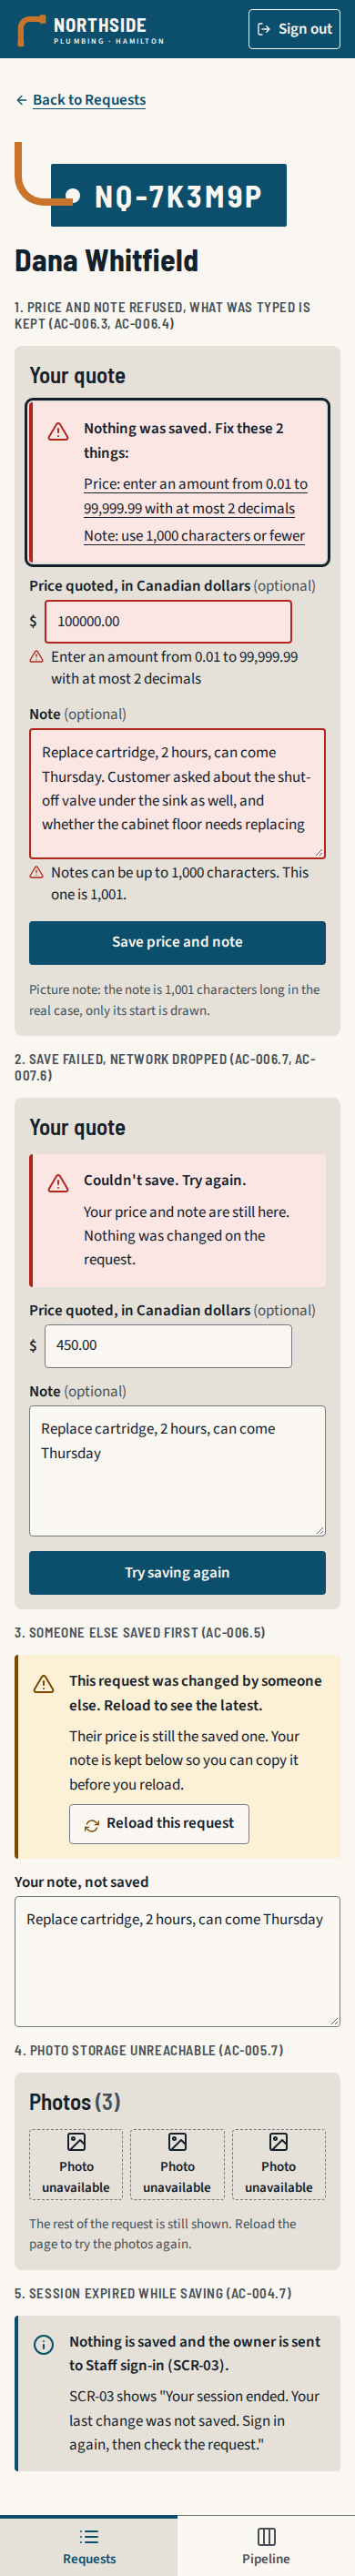 NORTHSIDE
PLUMBING · HAMILTON
Sign out
Back to Requests
NQ-7K3M9P
Dana Whitfield
1. PRICE AND NOTE REFUSED, WHAT WAS TYPED IS
KEPT (AC-006.3, AC-006.4)
Your quote
Nothing was saved. Fix these 2
things:
Price: enter an amount from 0.01 to
99,999.99 with at most 2 decimals
Note: use 1,000 characters or fewer
Price quoted, in Canadian dollars (optional)
$ 100000.00
Enter an amount from 0.01 to 99,999.99
with at most 2 decimals
Note (optional)
Replace cartridge, 2 hours, can come
Thursday. Customer asked about the shut-
off valve under the sink as well, and
whether the cabinet floor needs replacing
Notes can be up to 1,000 characters. This
one is 1,001.
Save price and note
Picture note: the note is 1,001 characters long in the
real case, only its start is drawn.
2. SAVE FAILED, NETWORK DROPPED (AC-006.7, AC-
007.6)
Your quote
Couldn't save. Try again.
Your price and note are still here.
Nothing was changed on the
request.
Price quoted, in Canadian dollars (optional)
$ 450.00
Note (optional)
Replace cartridge, 2 hours, can come
Thursday
Try saving again
3. SOMEONE ELSE SAVED FIRST (AC-006.5)
This request was changed by someone
else. Reload to see the latest.
Their price is still the saved one. Your
note is kept below so you can copy it
before you reload.
Reload this request
Your note, not saved
Replace cartridge, 2 hours, can come Thursday
4. PHOTO STORAGE UNREACHABLE (AC-005.7)
Photos (3)
Photo
unavailable
Photo
unavailable
Photo
unavailable
The rest of the request is still shown. Reload the
page to try the photos again.
5. SESSION EXPIRED WHILE SAVING (AC-004.7)
Nothing is saved and the owner is sent
to Staff sign-in (SCR-03).
SCR-03 shows "Your session ended. Your
last change was not saved. Sign in
again, then check the request."
Requests
Pipeline